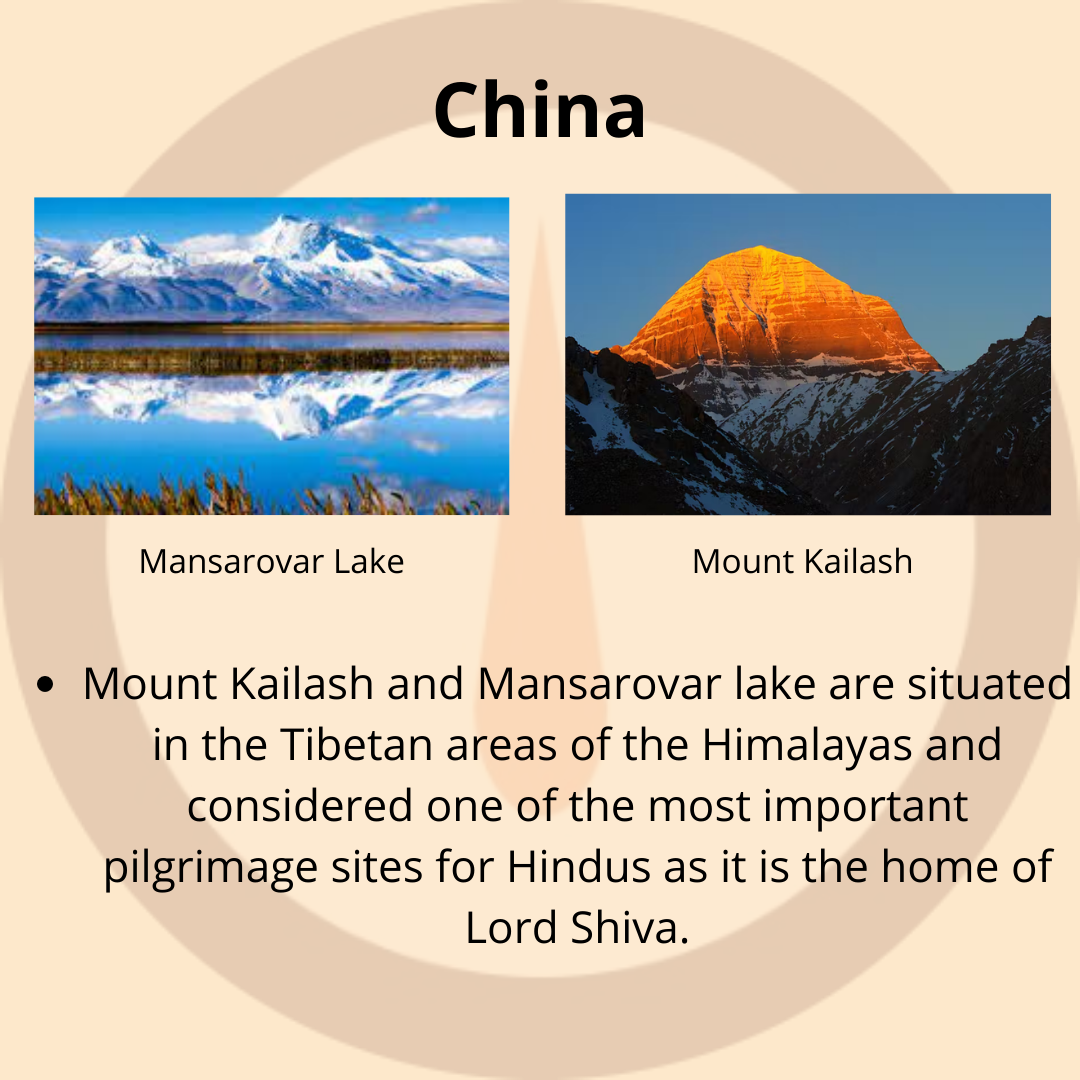 China
Mansarovar Lake
Mount Kailash
• Mount Kailash and Mansarovar lake are situated
in the Tibetan areas of the Himalayas and
considered one of the most important
pilgrimage sites for Hindus as it is the home of
Lord Shiva.